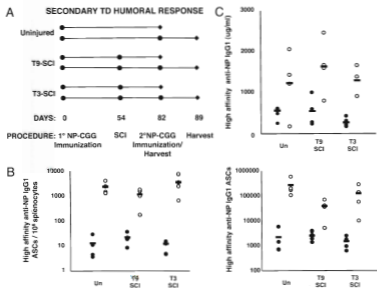 A SECONDARY TD HUMORAL RESPONSE
Uninjured
T9-SCI
T3-SCI
DAYS: 0 54 82 89
PROCEDURE: 1° NP-CGG Immunization SCI 2°NP-CGG Immunization/ Harvest Harvest
B
High affinity anti-NP IgG1
ASCs / 10⁶ splenocytes
10000
1000
100
10
1
Un T9 T3
SCI SCI
C
High affinity anti-NP IgG1 (ug/ml)
3000
2000
1000
0
Un T9 T3
SCI SCI
High affinity anti-NP IgG1 ASCs
1000000
100000
10000
1000
100
Un T9 T3
SCI SCI